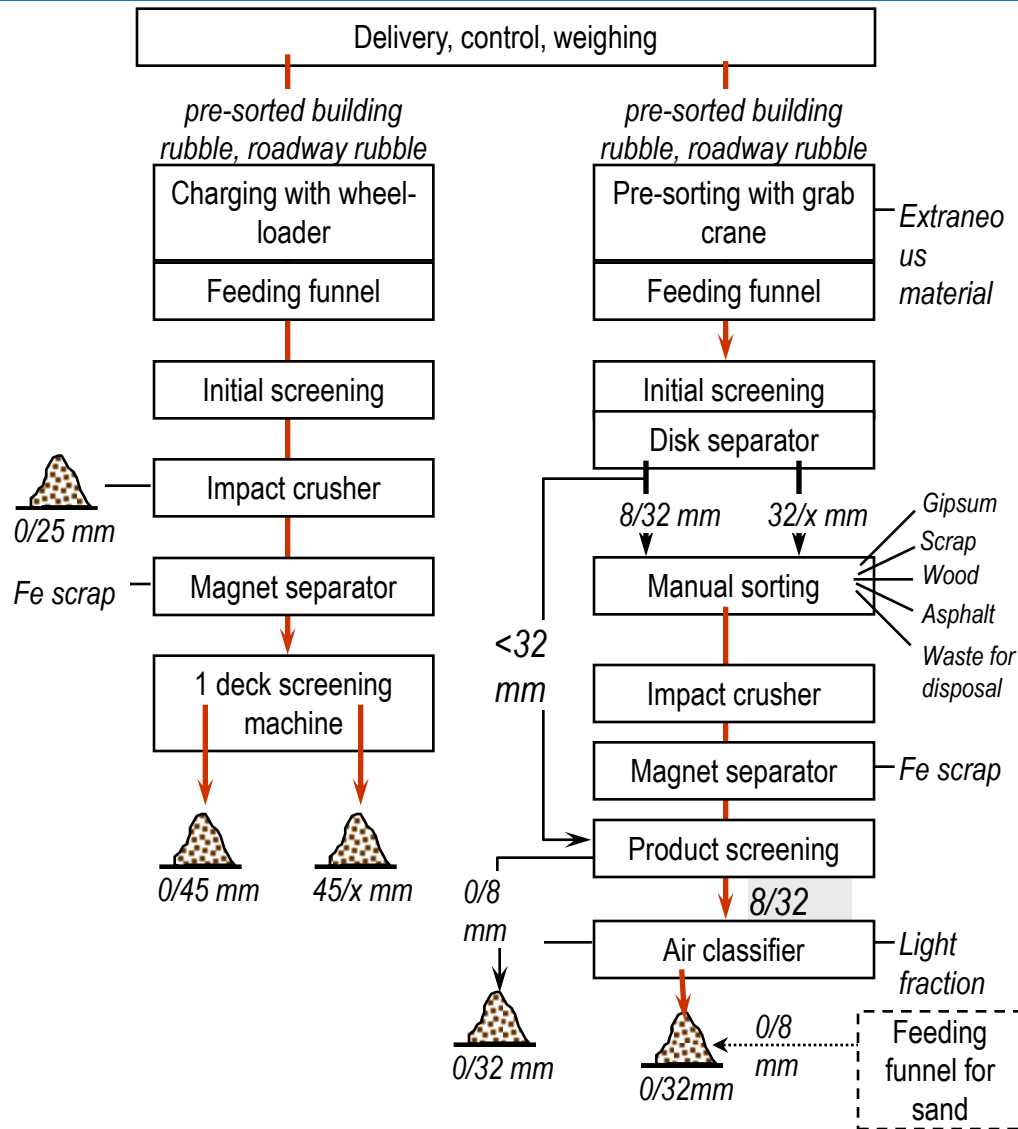 Delivery, control, weighing
pre-sorted building
rubble, roadway rubble
Charging with wheel-
loader
Feeding funnel
Initial screening
Impact crusher
0/25 mm
Fe scrap
Magnet separator
1 deck screening
machine
0/45 mm
45/x mm
pre-sorted building
rubble, roadway rubble
Pre-sorting with grab
crane
Extraneo
us
material
Feeding funnel
Initial screening
Disk separator
8/32 mm
32/x mm
Gipsum
Scrap
Wood
Asphalt
Waste for
disposal
Manual sorting
<32
mm
Impact crusher
Magnet separator
Fe scrap
Product screening
0/8
mm
8/32
Air classifier
Light
fraction
0/32 mm
0/32mm
0/8
mm
Feeding
funnel for
sand